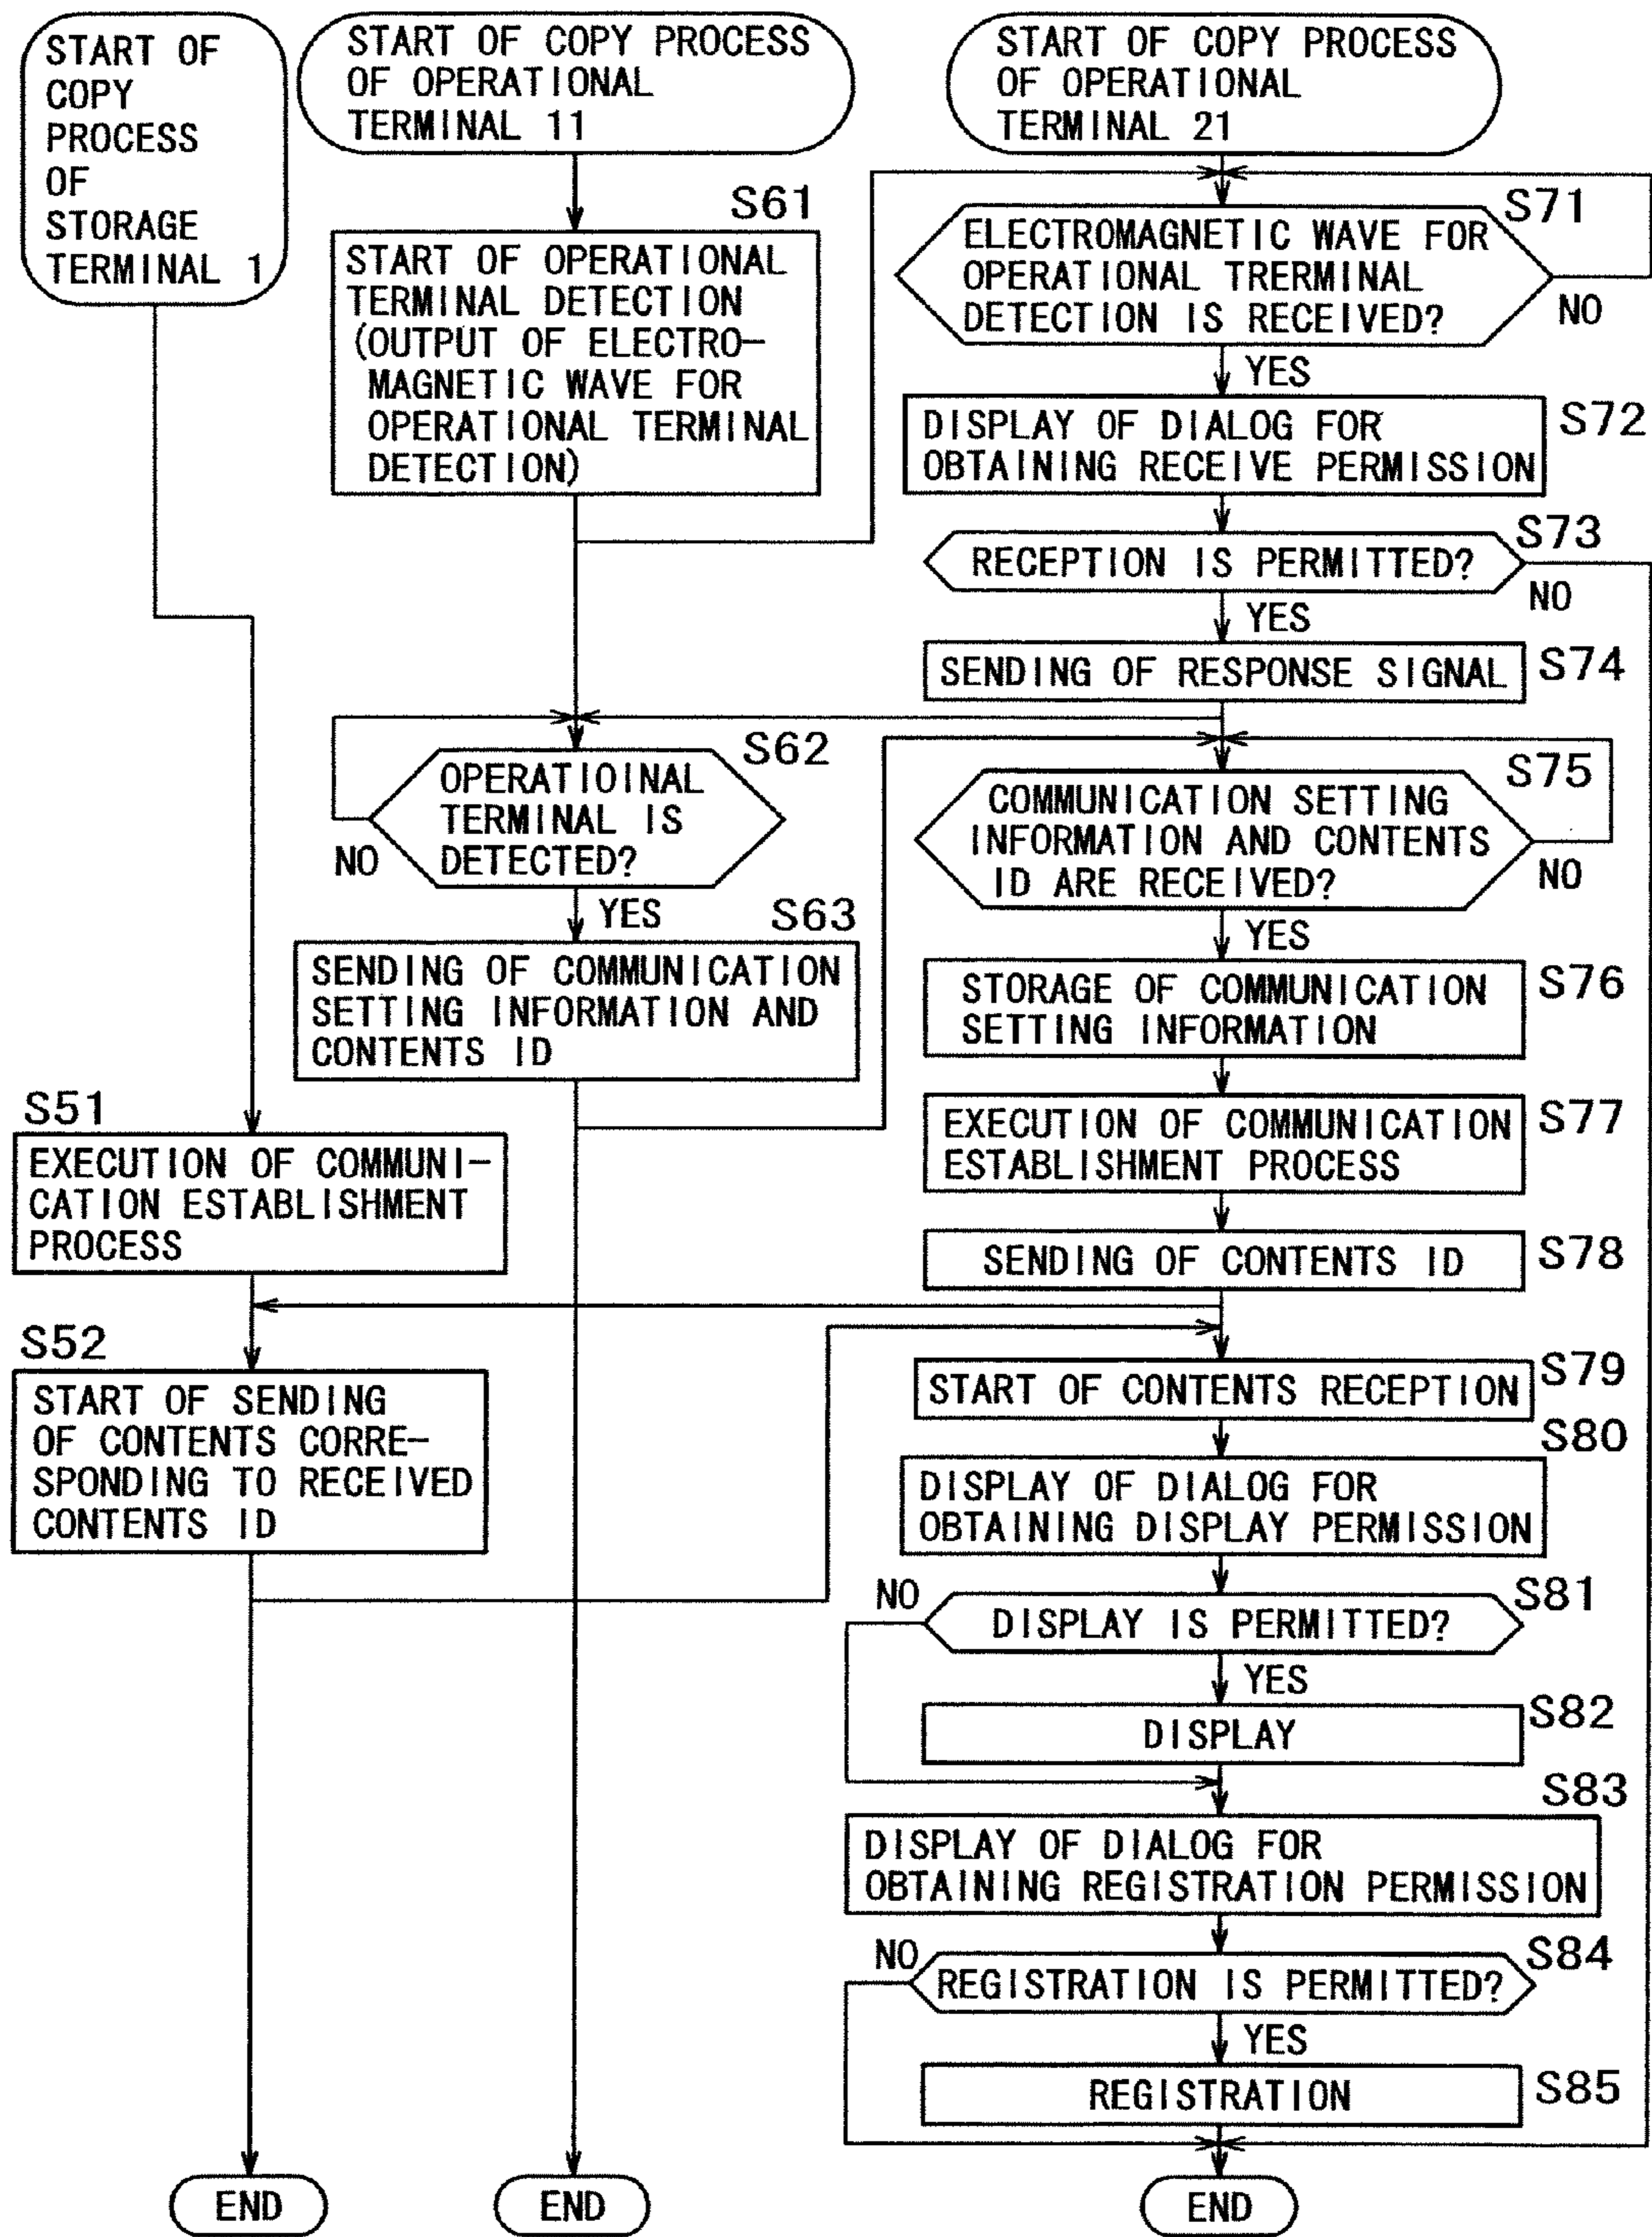 START OF
COPY
PROCESS
OF
STORAGE
TERMINAL 1
START OF COPY PROCESS
OF OPERATIONAL
TERMINAL 11
START OF COPY PROCESS
OF OPERATIONAL
TERMINAL 21
S61
START OF OPERATIONAL
TERMINAL DETECTION
(OUTPUT OF ELECTRO-
MAGNETIC WAVE FOR
OPERATIONAL TERMINAL
DETECTION)
S71
ELECTROMAGNETIC WAVE FOR
OPERATIONAL TRERMINAL
DETECTION IS RECEIVED?
NO
YES
S72
DISPLAY OF DIALOG FOR
OBTAINING RECEIVE PERMISSION
S73
RECEPTION IS PERMITTED?
NO
YES
SENDING OF RESPONSE SIGNAL
S74
S62
OPERATIOINAL
TERMINAL IS
DETECTED?
NO
YES
S75
COMMUNICATION SETTING
INFORMATION AND CONTENTS
ID ARE RECEIVED?
NO
YES
S63
SENDING OF COMMUNICATION
SETTING INFORMATION AND
CONTENTS ID
S76
STORAGE OF COMMUNICATION
SETTING INFORMATION
S51
EXECUTION OF COMMUNI-
CATION ESTABLISHMENT
PROCESS
S77
EXECUTION OF COMMUNICATION
ESTABLISHMENT PROCESS
SENDING OF CONTENTS ID
S78
S52
START OF SENDING
OF CONTENTS CORRE-
SPONDING TO RECEIVED
CONTENTS ID
START OF CONTENTS RECEPTION
S79
S80
DISPLAY OF DIALOG FOR
OBTAINING DISPLAY PERMISSION
NO
S81
DISPLAY IS PERMITTED?
YES
S82
DISPLAY
S83
DISPLAY OF DIALOG FOR
OBTAINING REGISTRATION PERMISSION
NO
S84
REGISTRATION IS PERMITTED?
YES
REGISTRATION
S85
END
END
END